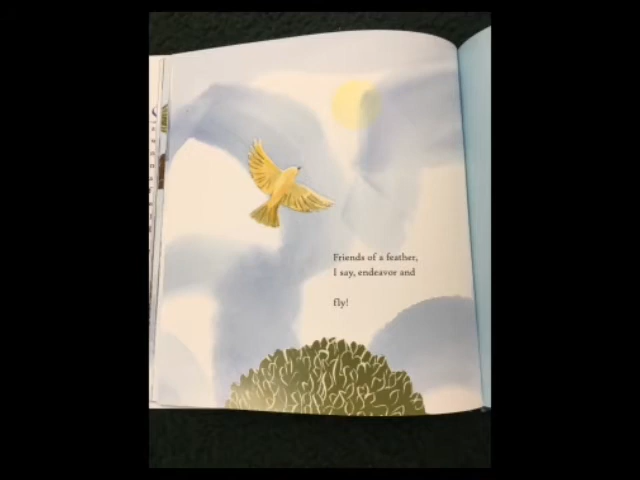 Friends of a feather,
I say, endeavor and
fly!